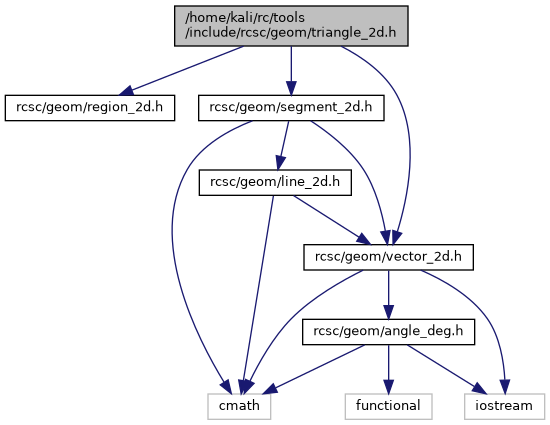 /home/kali/rc/tools
/include/rcsc/geom/triangle_2d.h
rcsc/geom/region_2d.h
rcsc/geom/segment_2d.h
rcsc/geom/line_2d.h
rcsc/geom/vector_2d.h
rcsc/geom/angle_deg.h
cmath
functional
iostream